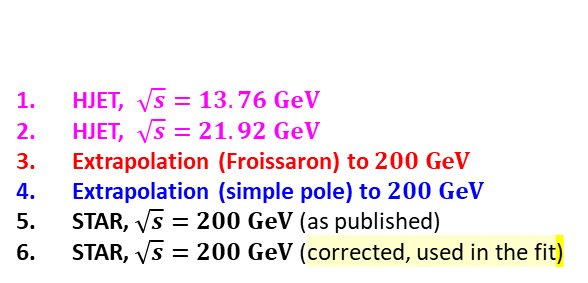 1. HJET, √s = 13.76 GeV
2. HJET, √s = 21.92 GeV
3. Extrapolation (Froissaron) to 200 GeV
4. Extrapolation (simple pole) to 200 GeV
5. STAR, √s = 200 GeV (as published)
6. STAR, √s = 200 GeV (corrected, used in the fit)